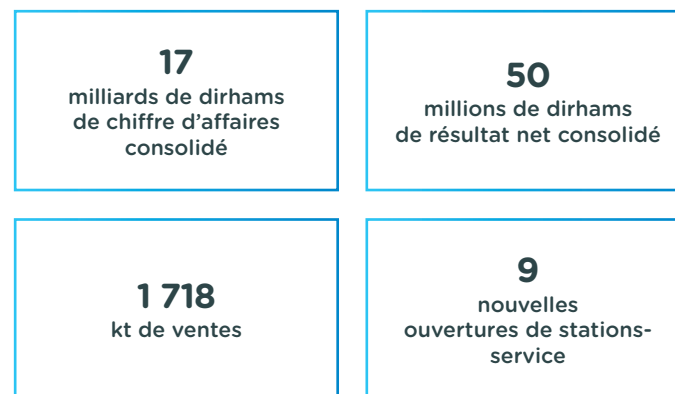 17
milliards de dirhams
de chiffre d'affaires
consolidé
50
millions de dirhams
de résultat net consolidé
1 718
kt de ventes
9
nouvelles
ouvertures de stations-
service